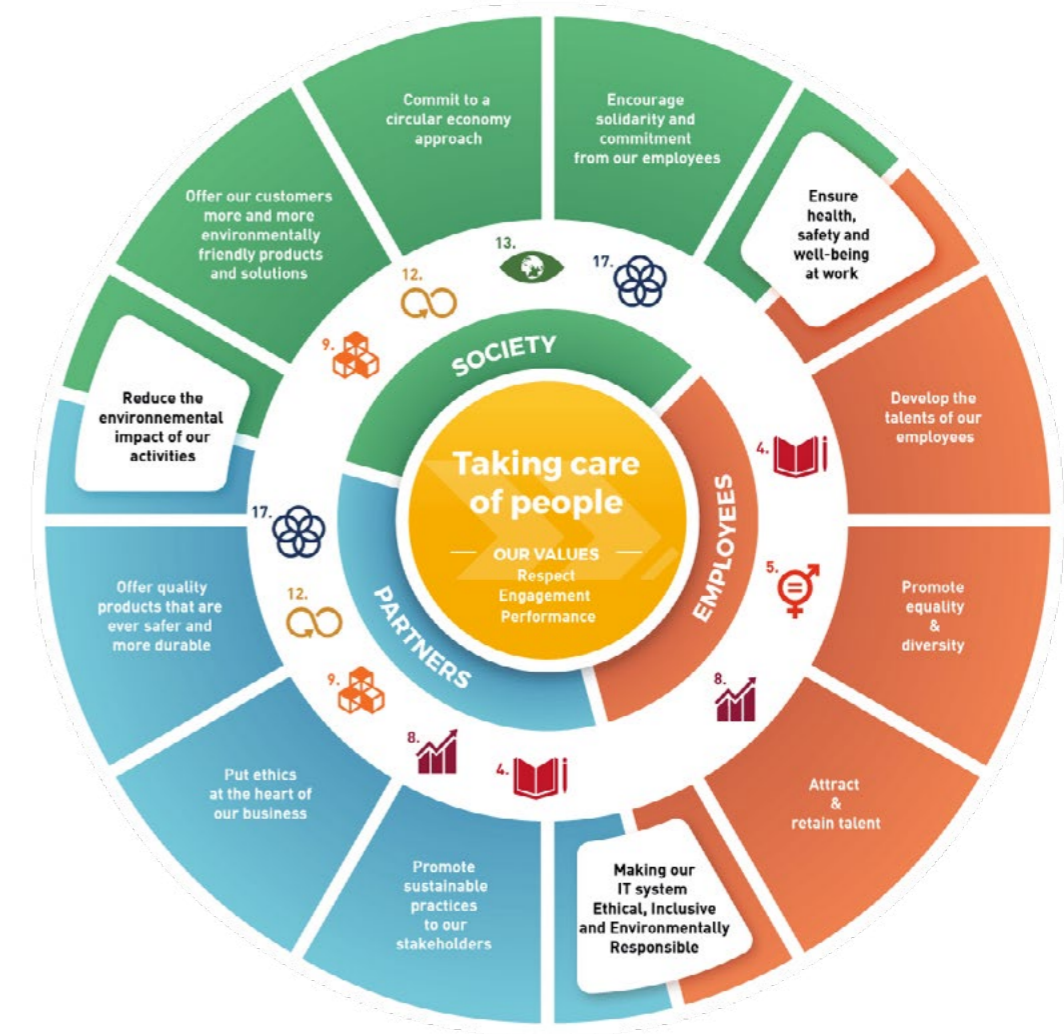 Commit to a
circular economy
approach
Encourage
solidarity and
commitment
from our employees
Ensure
health,
safety and
well-being
at work
Develop the
talents of our
employees
Promote
equality
&
diversity
Attract
&
retain talent
Making our
IT system
Ethical, Inclusive
and Environmentally
Responsible
Promote
sustainable
practices
to our
stakeholders
Put ethics
at the heart of
our business
Offer quality
products that are
ever safer and
more durable
Reduce the
environnemental
impact of our
activities
Offer our customers
more and more
environmentally
friendly products
and solutions
9.
12.
13.
17.
4.
5.
8.
4.
8.
9.
12.
17.
SOCIETY
EMPLOYEES
PARTNERS
Taking care
of people
OUR VALUES
Respect
Engagement
Performance